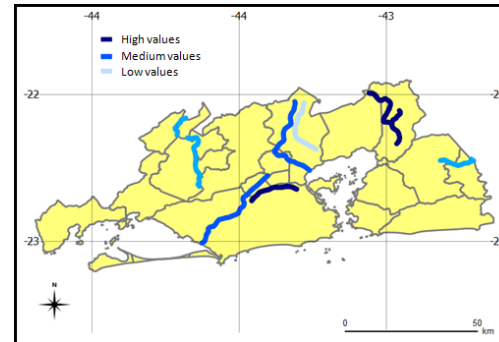 -44 -44 -43
High values
Medium values
Low values
-22 -2
-23 -2
N
0 50
km